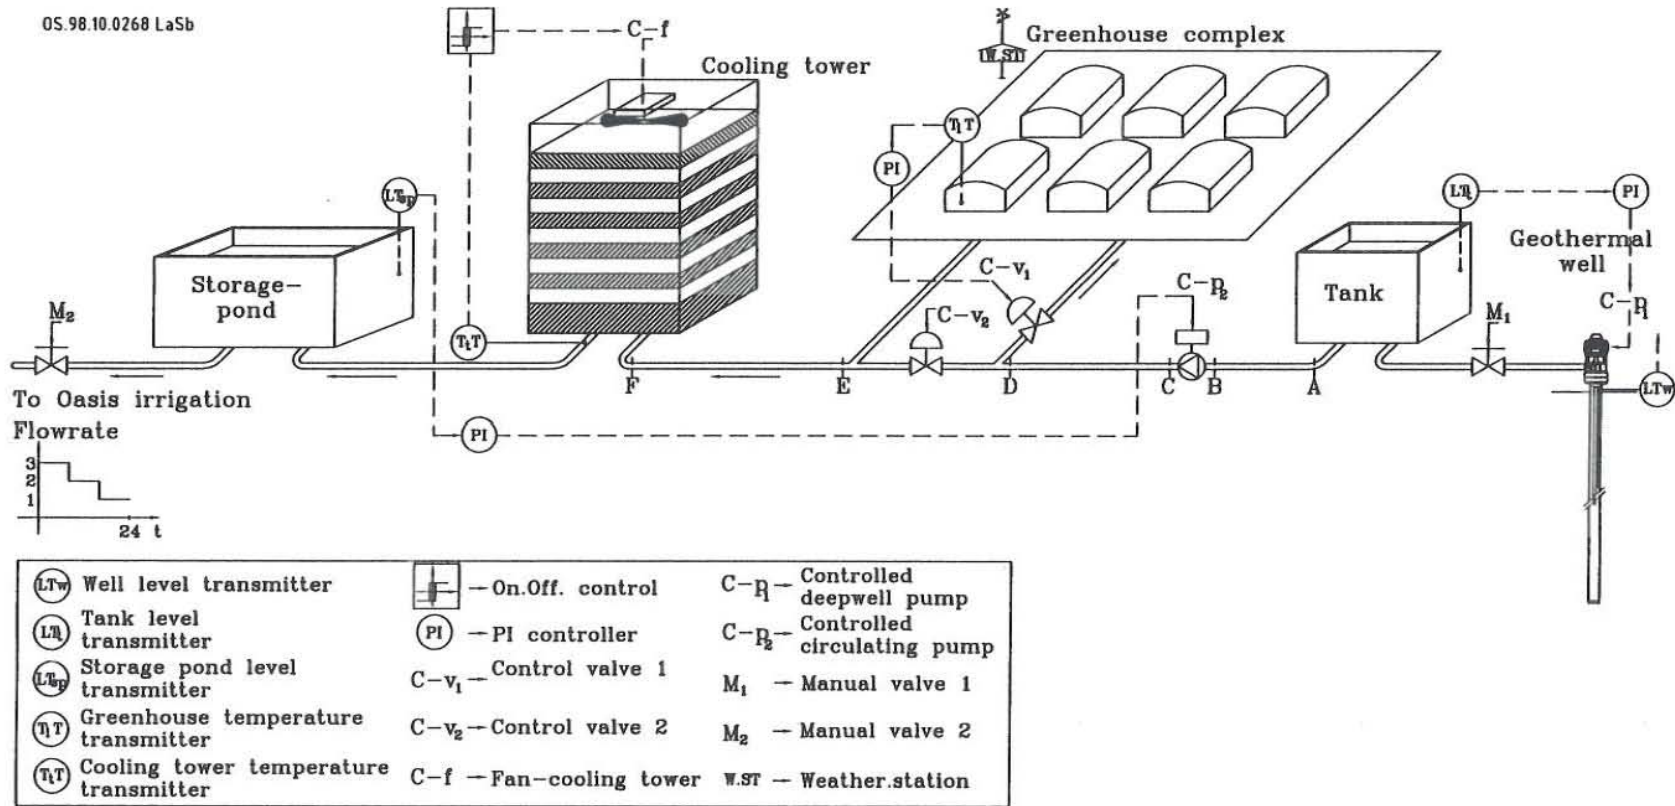 OS.98.10.0268 LaSb
C-f
Cooling tower
W.ST
Greenhouse complex
T₁T
PI
LTsp
LTt
PI
Geothermal
well
C-p₁
Storage-
pond
M₂
TtT
C-v₁
C-v₂
C-p₂
Tank
M₁
LTw
F
E
D
C
B
A
To Oasis irrigation
Flowrate
PI
3
2
1
24 t
LTw Well level transmitter
LTt Tank level
transmitter
LTsp Storage pond level
transmitter
T₁T Greenhouse temperature
transmitter
TtT Cooling tower temperature
transmitter
On.Off. control
PI PI controller
C-v₁ Control valve 1
C-v₂ Control valve 2
C-f Fan-cooling tower
C-p₁ Controlled
deepwell pump
C-p₂ Controlled
circulating pump
M₁ Manual valve 1
M₂ Manual valve 2
W.ST Weather.station